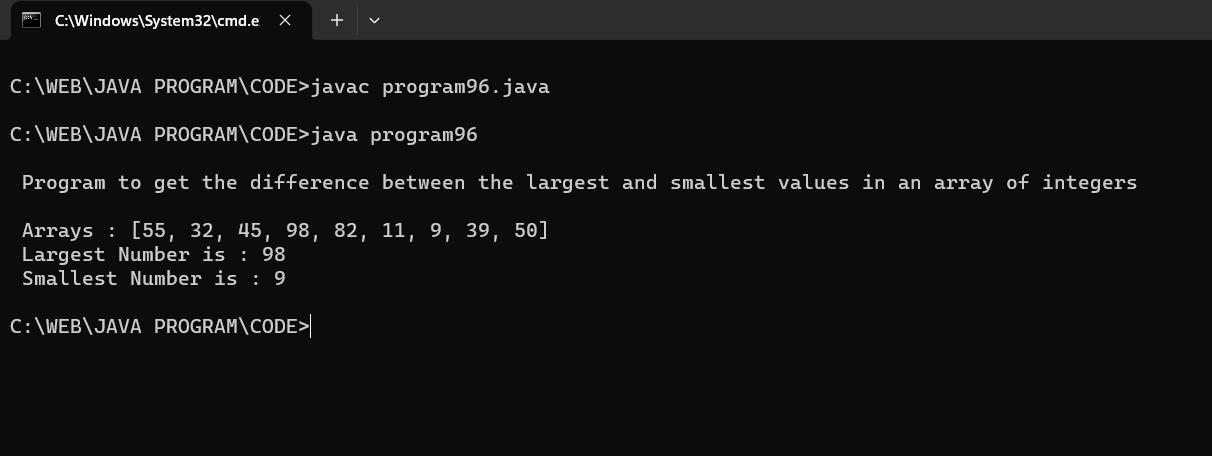 C:\Windows\System32\cmd.e
C:\WEB\JAVA PROGRAM\CODE>javac program96.java
C:\WEB\JAVA PROGRAM\CODE>java program96
Program to get the difference between the largest and smallest values in an array of integers
Arrays : [55, 32, 45, 98, 82, 11, 9, 39, 50]
Largest Number is : 98
Smallest Number is : 9
C:\WEB\JAVA PROGRAM\CODE>